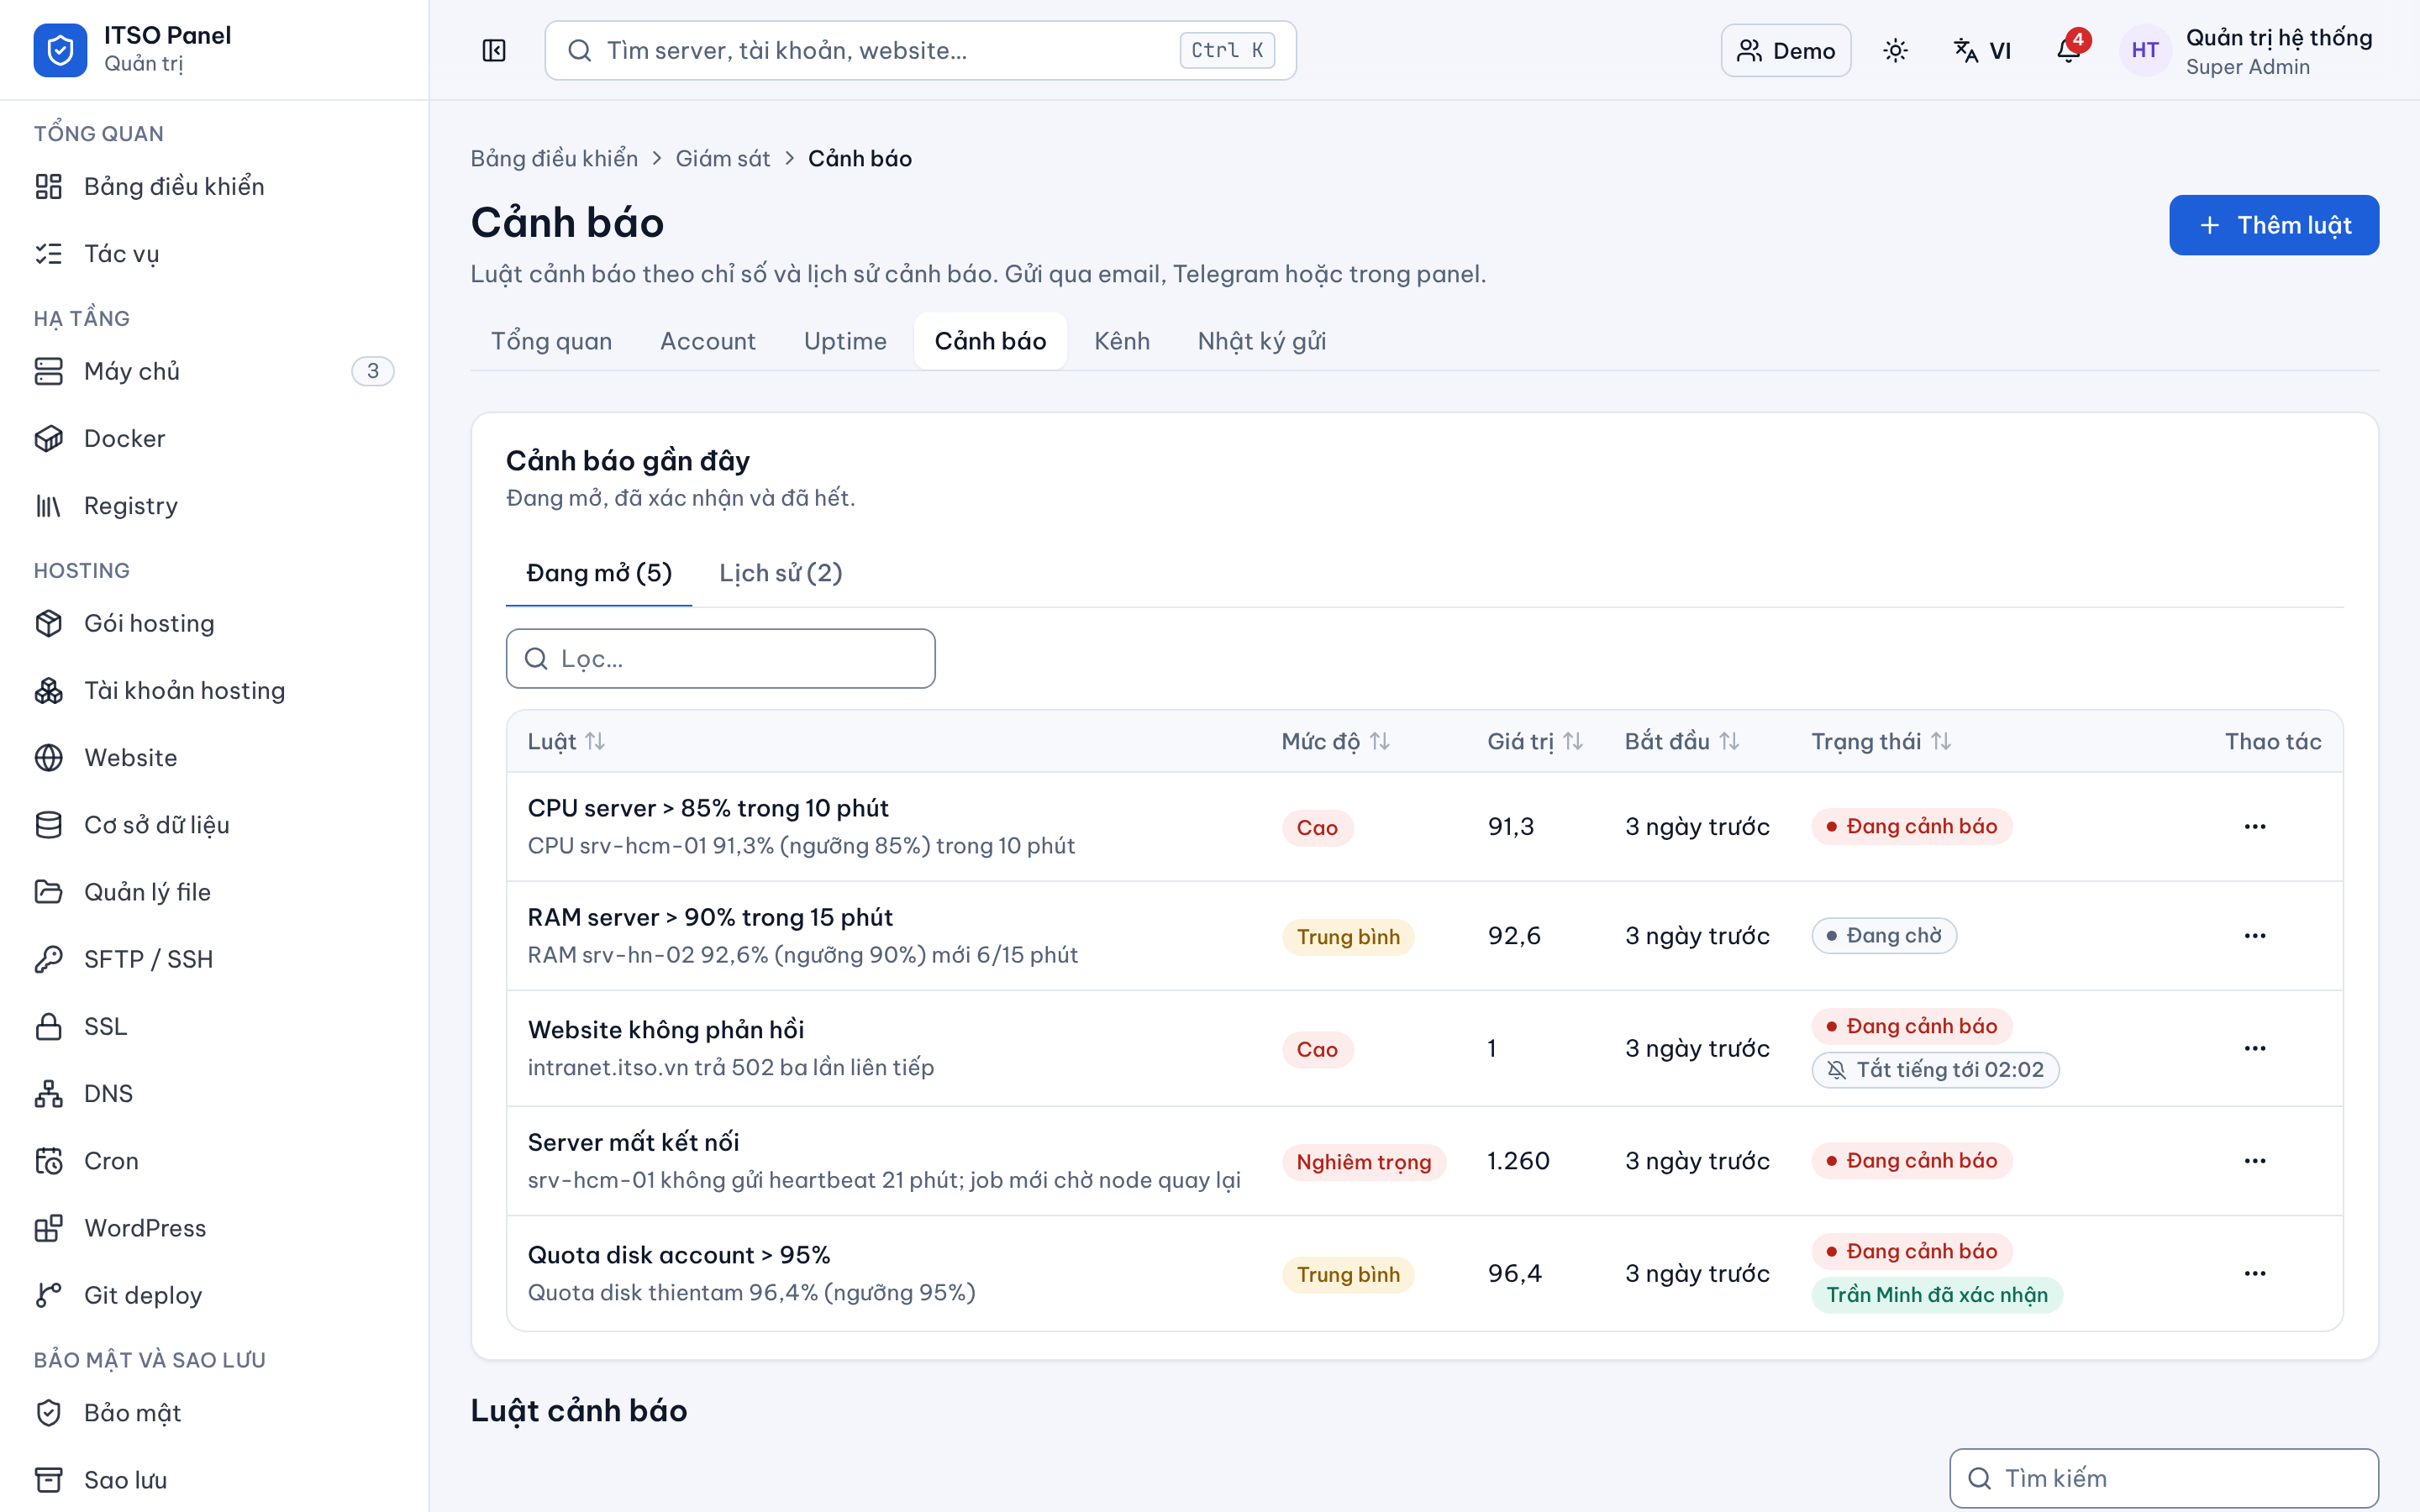 ITSO Panel
Quản trị
Tìm server, tài khoản, website...
Ctrl K
Demo
VI
4
HT
Quản trị hệ thống
Super Admin
TỔNG QUAN
Bảng điều khiển
Tác vụ
HẠ TẦNG
Máy chủ
3
Docker
Registry
HOSTING
Gói hosting
Tài khoản hosting
Website
Cơ sở dữ liệu
Quản lý file
SFTP / SSH
SSL
DNS
Cron
WordPress
Git deploy
BẢO MẬT VÀ SAO LƯU
Bảo mật
Sao lưu
Bảng điều khiển > Giám sát > Cảnh báo
Cảnh báo
Luật cảnh báo theo chỉ số và lịch sử cảnh báo. Gửi qua email, Telegram hoặc trong panel.
Thêm luật
Tổng quan Account Uptime Cảnh báo Kênh Nhật ký gửi
Cảnh báo gần đây
Đang mở, đã xác nhận và đã hết.
Đang mở (5) Lịch sử (2)
Lọc...
Luật Mức độ Giá trị Bắt đầu Trạng thái Thao tác
CPU server > 85% trong 10 phút
CPU srv-hcm-01 91,3% (ngưỡng 85%) trong 10 phút
Cao 91,3 3 ngày trước Đang cảnh báo
RAM server > 90% trong 15 phút
RAM srv-hn-02 92,6% (ngưỡng 90%) mới 6/15 phút
Trung bình 92,6 3 ngày trước Đang chờ
Website không phản hồi
intranet.itso.vn trả 502 ba lần liên tiếp
Cao 1 3 ngày trước Đang cảnh báo
Tắt tiếng tới 02:02
Server mất kết nối
srv-hcm-01 không gửi heartbeat 21 phút; job mới chờ node quay lại
Nghiêm trọng 1.260 3 ngày trước Đang cảnh báo
Quota disk account > 95%
Quota disk thientam 96,4% (ngưỡng 95%)
Trung bình 96,4 3 ngày trước Đang cảnh báo
Trần Minh đã xác nhận
Luật cảnh báo
Tìm kiếm